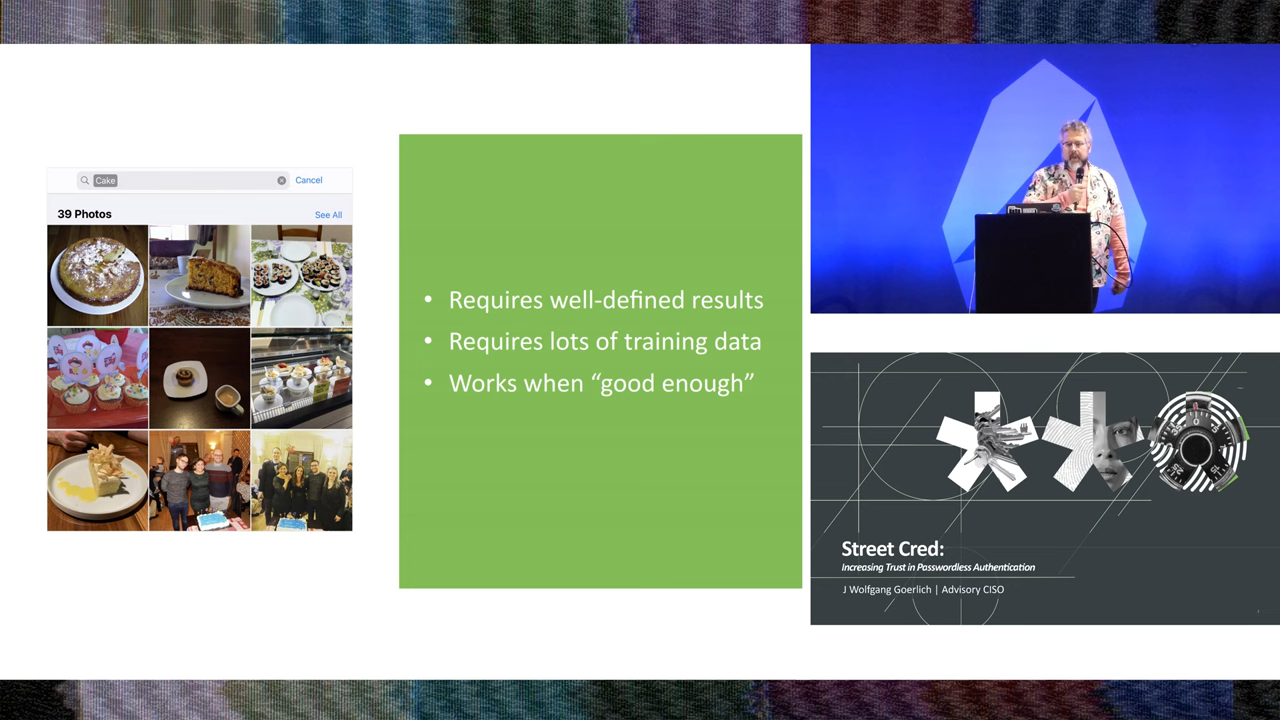 Cake
Cancel
39 Photos
See All
• Requires well-defined results
• Requires lots of training data
• Works when “good enough”
Street Cred:
Increasing Trust in Passwordless Authentication
J Wolfgang Goerlich | Advisory CISO